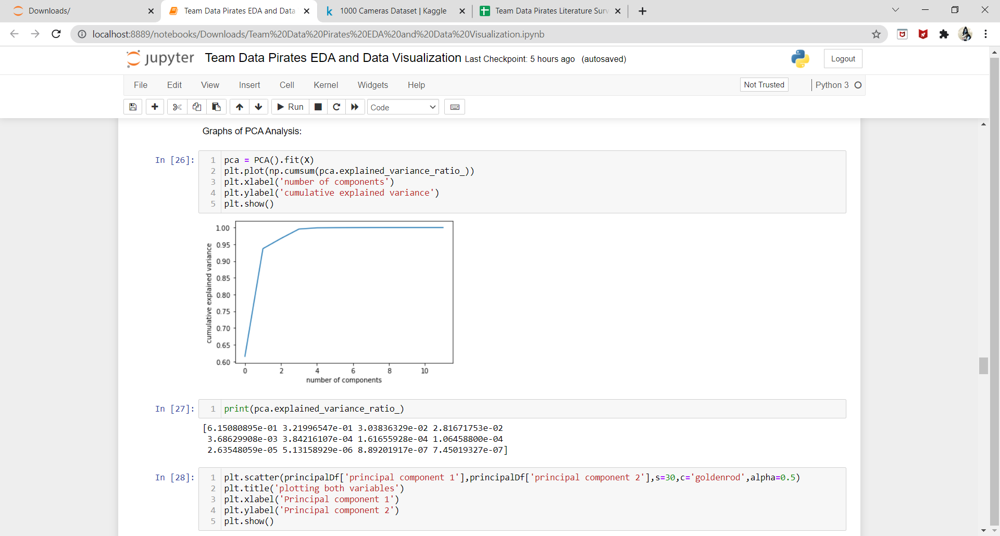 Downloads/
Team Data Pirates EDA and Data
1000 Cameras Dataset | Kaggle
Team Data Pirates Literature Surv
localhost:8889/notebooks/Downloads/Team%20Data%20Pirates%20EDA%20and%20Data%20Visualization.ipynb
jupyter Team Data Pirates EDA and Data Visualization Last Checkpoint: 5 hours ago (autosaved)
Logout
File Edit View Insert Cell Kernel Widgets Help
Not Trusted
Python 3
Run
Code
Graphs of PCA Analysis:
In [26]:
1 pca = PCA().fit(X)
2 plt.plot(np.cumsum(pca.explained_variance_ratio_))
3 plt.xlabel('number of components')
4 plt.ylabel('cumulative explained variance')
5 plt.show()
cumulative explained variance
1.00
0.95
0.90
0.85
0.80
0.75
0.70
0.65
0.60
0 2 4 6 8 10
number of components
In [27]:
1 print(pca.explained_variance_ratio_)
[6.15080895e-01 3.21996547e-01 3.03836329e-02 2.81671753e-02
3.68629908e-03 3.84216107e-04 1.61655928e-04 1.06458800e-04
2.63548059e-05 5.13158929e-06 8.89201917e-07 7.45019327e-07]
In [28]:
1 plt.scatter(principalDf['principal component 1'],principalDf['principal component 2'],s=30,c='goldenrod',alpha=0.5)
2 plt.title('plotting both variables')
3 plt.xlabel('Principal component 1')
4 plt.ylabel('Principal component 2')
5 plt.show()